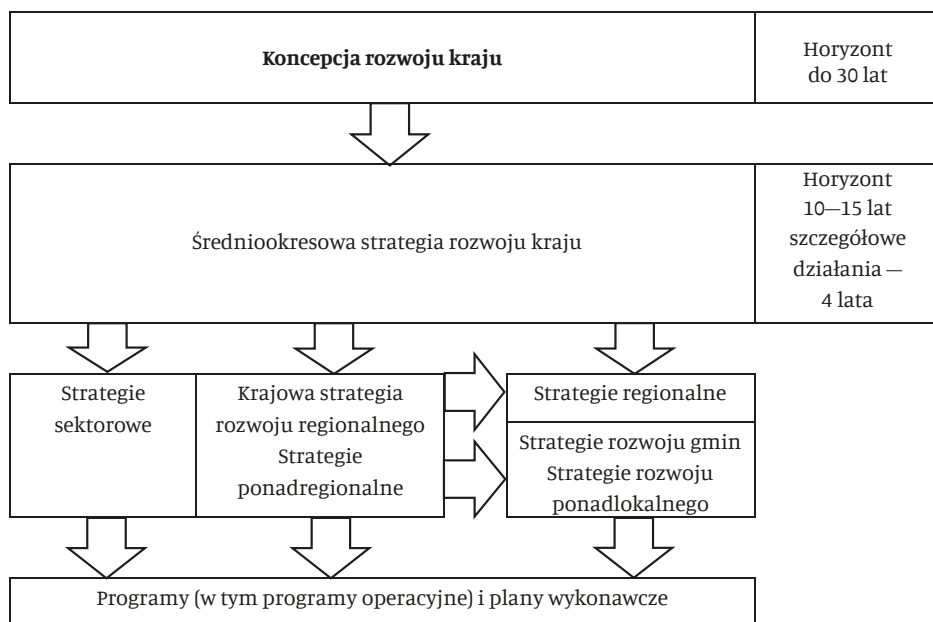 Koncepcja rozwoju kraju
Horyzont
do 30 lat
Średniookresowa strategia rozwoju kraju
Horyzont
10—15 lat
szczegółowe
działania —
4 lata
Strategie
sektorowe
Krajowa strategia
rozwoju regionalnego
Strategie
ponadregionalne
Strategie regionalne
Strategie rozwoju gmin
Strategie rozwoju
ponadlokalnego
Programy (w tym programy operacyjne) i plany wykonawcze